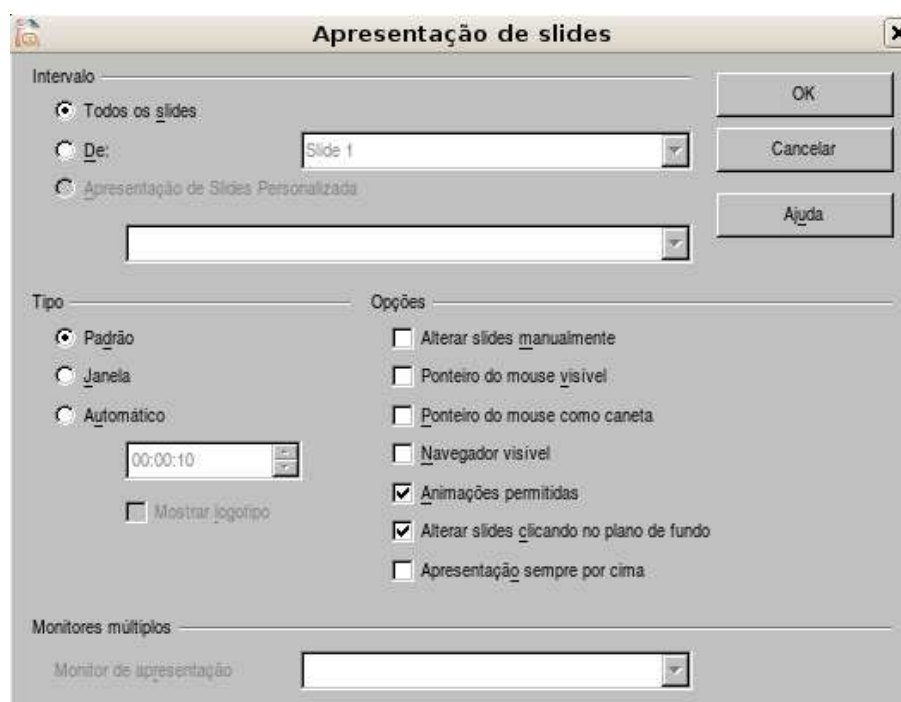 Apresentação de slides
Intervalo
Todos os slides
OK
De:
Slide 1
Cancelar
Apresentação de Slides Personalizada
Ajuda
Tipo
Opções
Padrão
Alterar slides manualmente
Janela
Ponteiro do mouse visível
Automático
Ponteiro do mouse como caneta
00:00:10
Navegador visível
Mostrar logotipo
Animações permitidas
Alterar slides clicando no plano de fundo
Apresentação sempre por cima
Monitores múltiplos
Monitor de apresentação